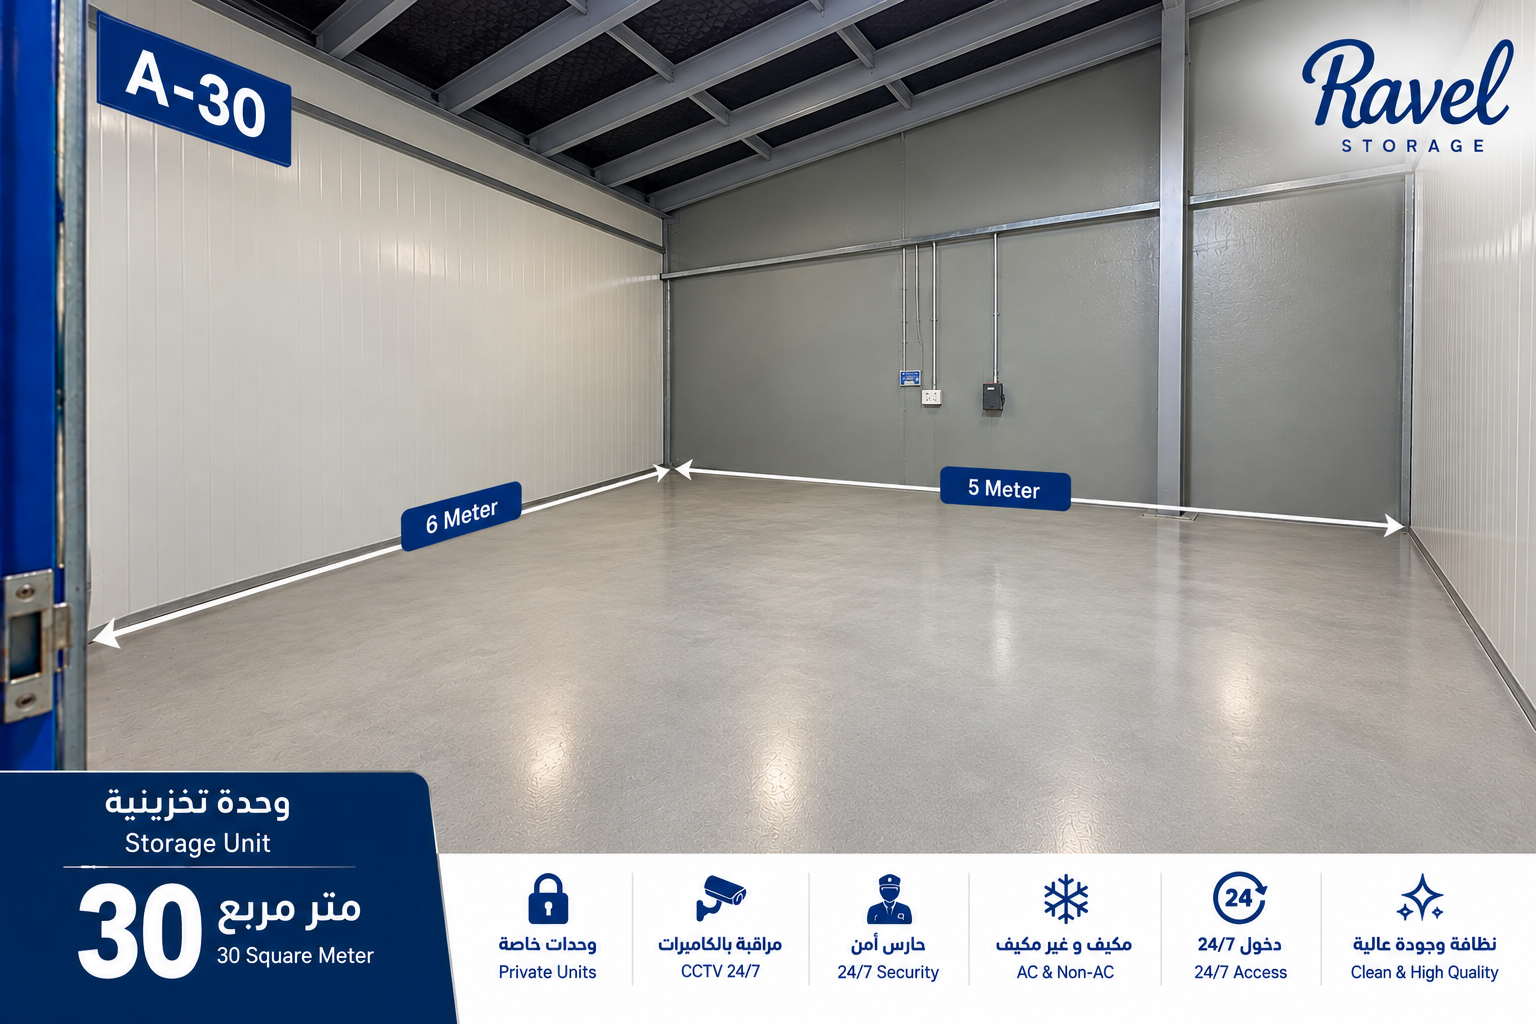 A-30
Ravel
STORAGE
6 Meter
5 Meter
وحدة تخزينية
Storage Unit
30
متر مربع
30 Square Meter
وحدات خاصة
Private Units
مراقبة بالكاميرات
CCTV 24/7
حارس أمن
24/7 Security
مكيف و غير مكيف
AC & Non-AC
24
دخول 24/7
24/7 Access
نظافة وجودة عالية
Clean & High Quality